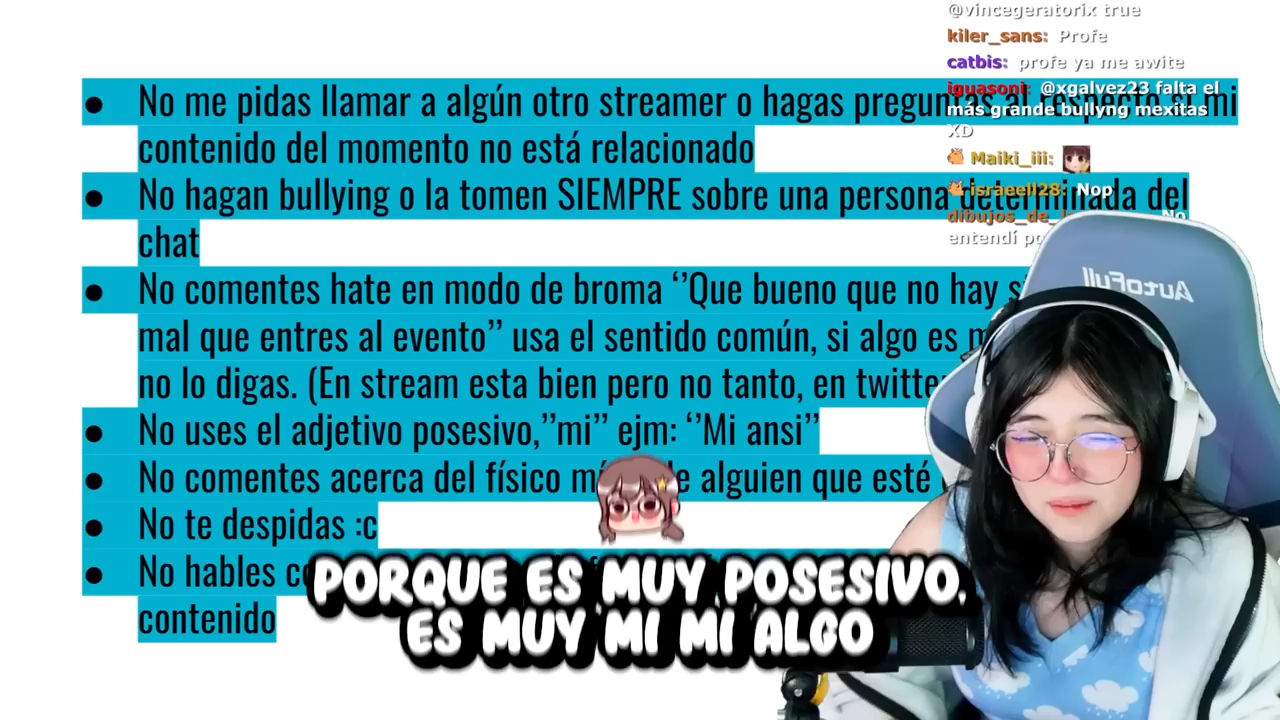 No me pidas llamar a algún otro streamer o hagas mi
contenido del momento no está relacionado
No hagan bullying o la tomen SIEMPRE sobre una persona determinada del
chat
No comentes hate en modo de broma ‘’Que bueno que no hay
mal que entres al evento’’ usa el sentido común, si algo es
no lo digas. (En stream esta bien pero no tanto, en twitter
No uses el adjetivo posesivo,’’mi’’ ejm: ‘’Mi ansi’’
No comentes acerca del físico de alguien que esté
No te despidas :c
No hables
contenido
@vincegeratorix true
kiler_sans: Profe
catbis: profe ya me awite
iguasoni: @xgalvez23 falta el
más grande bullyng mexitas
XD
Maiki_iii:
israeell28: Nop
No
entendí
AutoFull
PORQUE ES MUY POSESIVO,
ES MUY MI MI ALGO